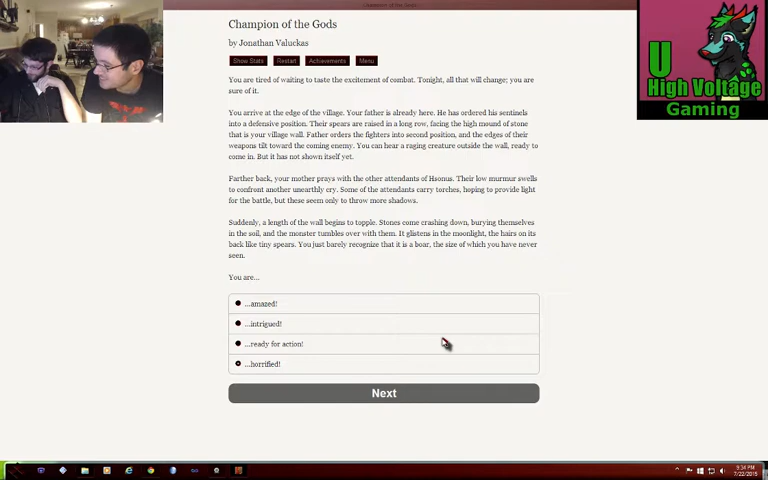 Champion of the Gods
Champion of the Gods
by Jonathan Valuckas
Show Stats Restart Achievements Menu
You are tired of waiting to taste the excitement of combat. Tonight, all that will change; you are
sure of it.
You arrive at the edge of the village. Your father is already here. He has ordered his sentinels
into a defensive position. Their spears are raised in a long row, facing the high mound of stone
that is your village wall. Father orders the fighters into second position, and the edges of their
weapons tilt toward the coming enemy. You can hear a raging creature outside the wall, ready to
come in. But it has not shown itself yet.
Farther back, your mother prays with the other attendants of Hsonus. Their low murmur swells
to confront another unearthly cry. Some of the attendants carry torches, hoping to provide light
for the battle, but these seem only to throw more shadows.
Suddenly, a length of the wall begins to topple. Stones come crashing down, burying themselves
in the soil, and the monster tumbles over with them. It glistens in the moonlight, the hairs on its
back like tiny spears. You just barely recognize that it is a boar, the size of which you have never
seen.
You are...
...amazed!
...intrigued!
...ready for action!
...horrified!
Next
U
High Voltage
Gaming
9:34 PM
7/22/2015